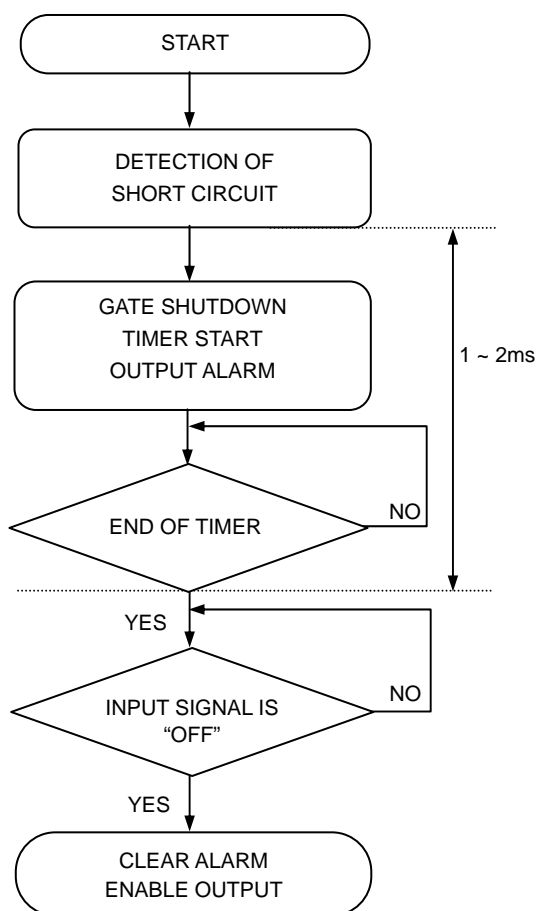 START
DETECTION OF
SHORT CIRCUIT
GATE SHUTDOWN
TIMER START
OUTPUT ALARM
1 ~ 2ms
END OF TIMER
NO
YES
INPUT SIGNAL IS
“OFF”
NO
YES
CLEAR ALARM
ENABLE OUTPUT